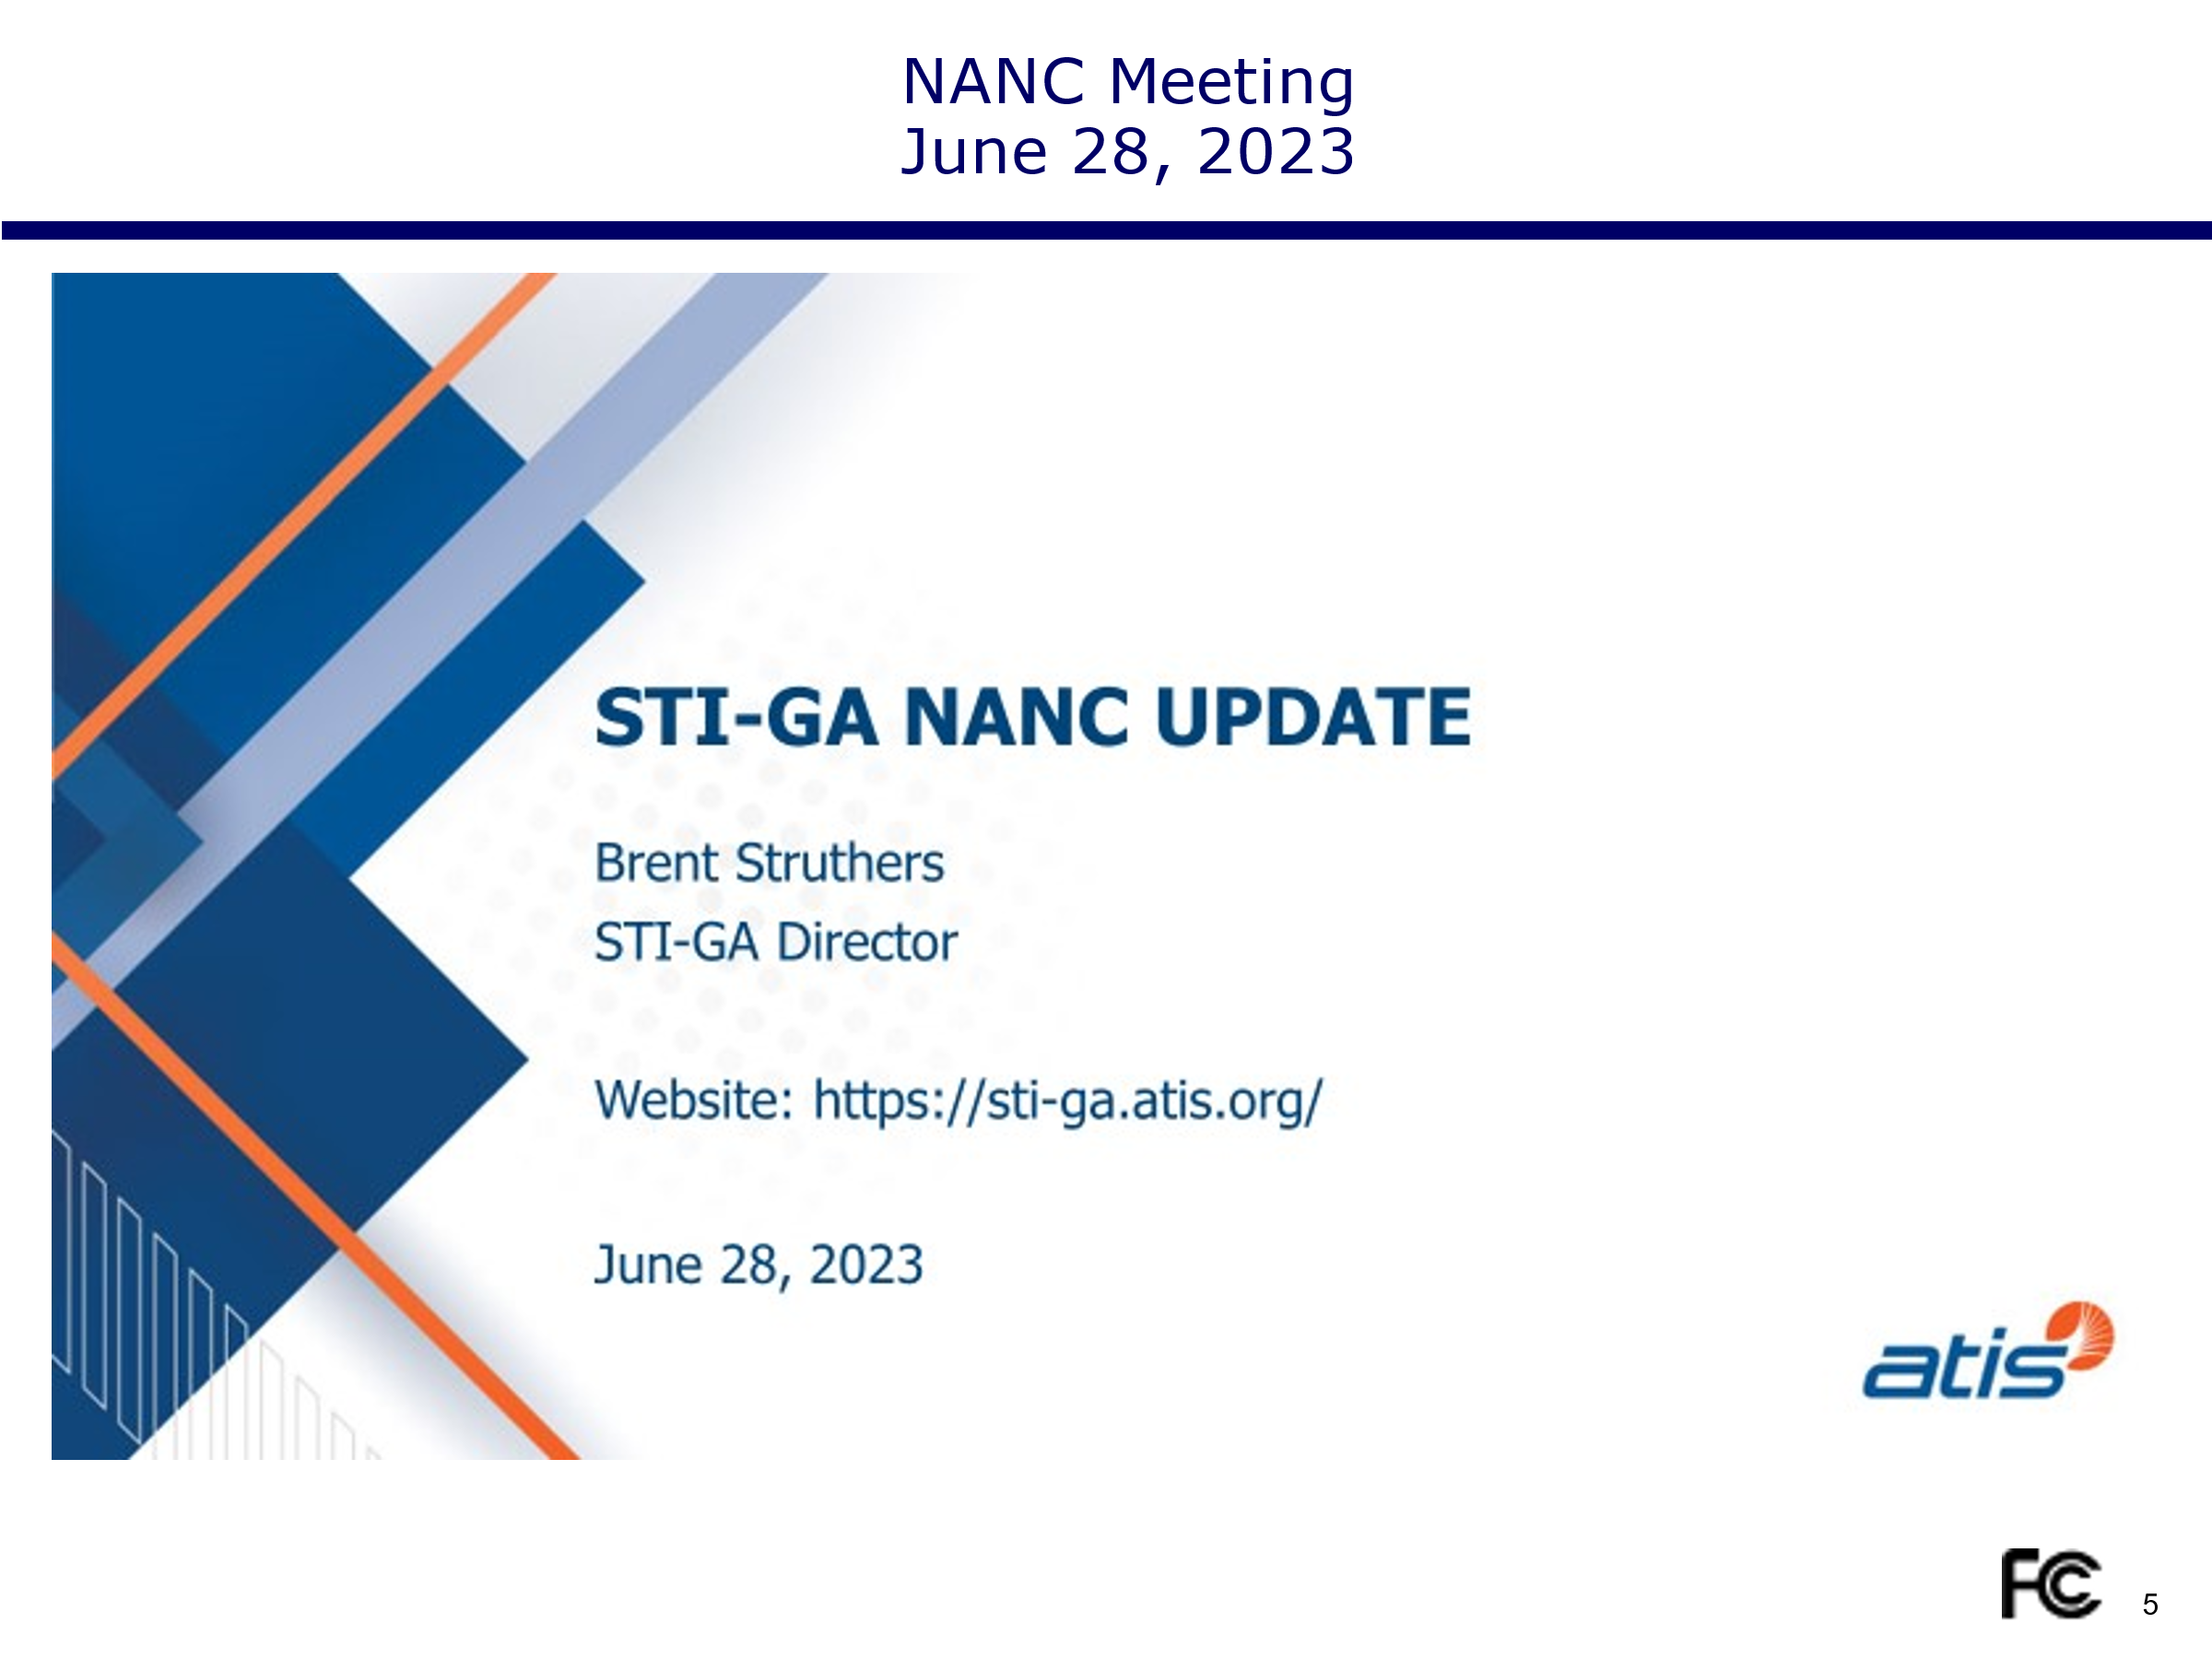 NANC Meeting
June 28, 2023
STI-GA NANC UPDATE
Brent Struthers
STI-GA Director
Website: https://sti-ga.atis.org/
June 28, 2023
atis
FCC
5